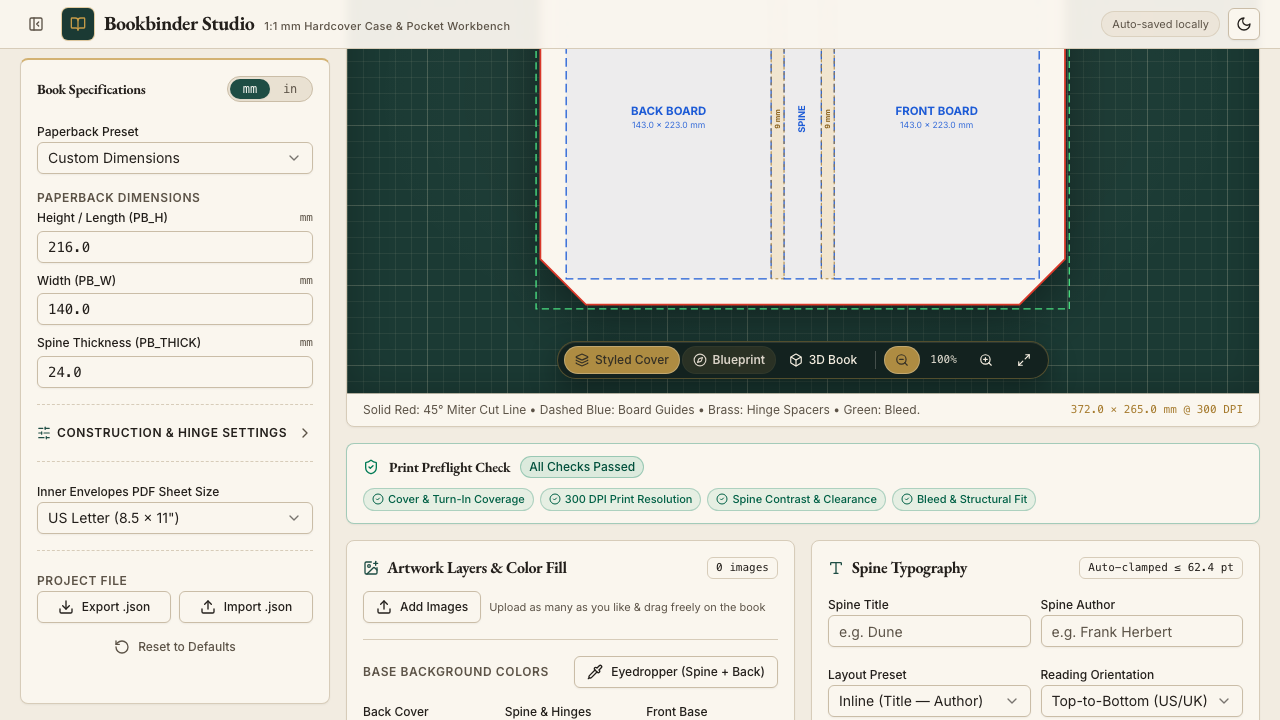 Bookbinder Studio
1:1 mm Hardcover Case & Pocket Workbench
Auto-saved locally
Book Specifications
mm
in
Paperback Preset
Custom Dimensions
PAPERBACK DIMENSIONS
Height / Length (PB_H)
mm
216.0
Width (PB_W)
mm
140.0
Spine Thickness (PB_THICK)
mm
24.0
CONSTRUCTION & HINGE SETTINGS
Inner Envelopes PDF Sheet Size
US Letter (8.5 × 11")
PROJECT FILE
Export .json
Import .json
Reset to Defaults
BACK BOARD
143.0 × 223.0 mm
9 mm
SPINE
9 mm
FRONT BOARD
143.0 × 223.0 mm
Styled Cover
Blueprint
3D Book
100%
Solid Red: 45° Miter Cut Line • Dashed Blue: Board Guides • Brass: Hinge Spacers • Green: Bleed.
372.0 × 265.0 mm @ 300 DPI
Print Preflight Check
All Checks Passed
Cover & Turn-In Coverage
300 DPI Print Resolution
Spine Contrast & Clearance
Bleed & Structural Fit
Artwork Layers & Color Fill
0 images
Add Images
Upload as many as you like & drag freely on the book
BASE BACKGROUND COLORS
Eyedropper (Spine + Back)
Back Cover
Spine & Hinges
Front Base
Spine Typography
Auto-clamped ≤ 62.4 pt
Spine Title
Spine Author
e.g. Dune
e.g. Frank Herbert
Layout Preset
Reading Orientation
Inline (Title — Author)
Top-to-Bottom (US/UK)